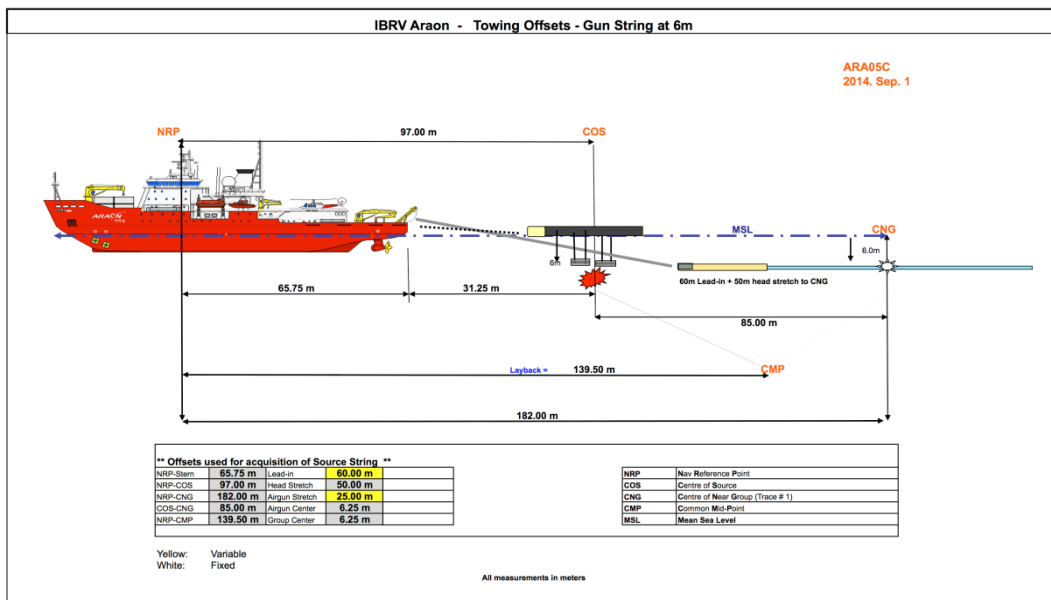 IBRV Araon - Towing Offsets - Gun String at 6m
ARA05C
2014. Sep. 1
NRP
97.00 m
COS
ARAON
MSL
CNG
6m
6.0m
60m Lead-in + 50m head stretch to CNG
65.75 m
31.25 m
85.00 m
Layback = 139.50 m
CMP
182.00 m
** Offsets used for acquisition of Source String **
NRP-Stern 65.75 m Lead-in 60.00 m
NRP-COS 97.00 m Head Stretch 50.00 m
NRP-CNG 182.00 m Airgun Stretch 25.00 m
COS-CNG 85.00 m Airgun Center 6.25 m
NRP-CMP 139.50 m Group Center 6.25 m
NRP Nav Reference Point
COS Centre of Source
CNG Centre of Near Group (Trace # 1)
CMP Common Mid-Point
MSL Mean Sea Level
Yellow: Variable
White: Fixed
All measurements in meters